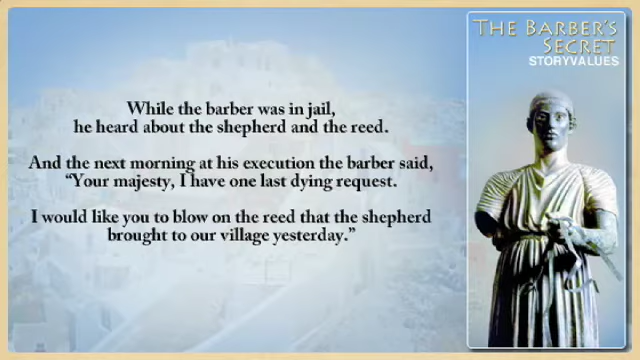 The Barber's
Secret
STORYVALUES
While the barber was in jail,
he heard about the shepherd and the reed.
And the next morning at his execution the barber said,
“Your majesty, I have one last dying request.
I would like you to blow on the reed that the shepherd
brought to our village yesterday.”